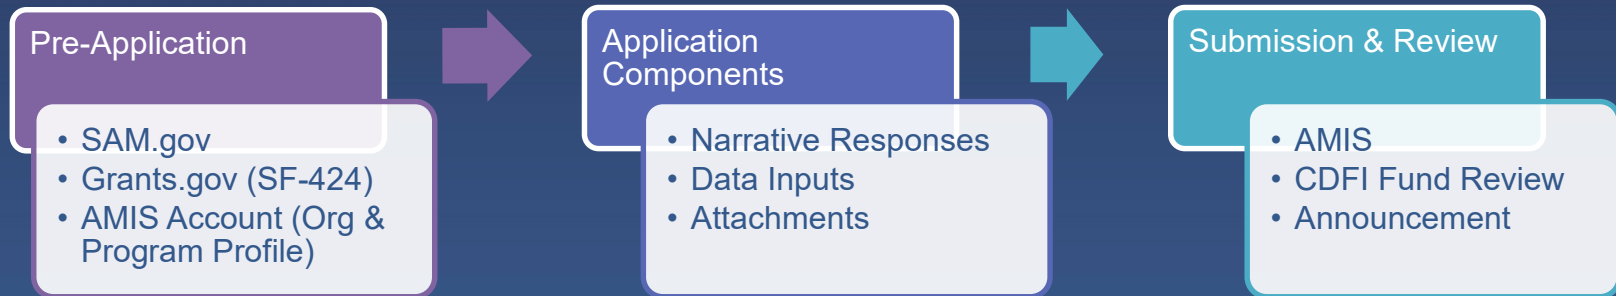 Pre-Application
• SAM.gov
• Grants.gov (SF-424)
• AMIS Account (Org &
Program Profile)
Application
Components
• Narrative Responses
• Data Inputs
• Attachments
Submission & Review
• AMIS
• CDFI Fund Review
• Announcement